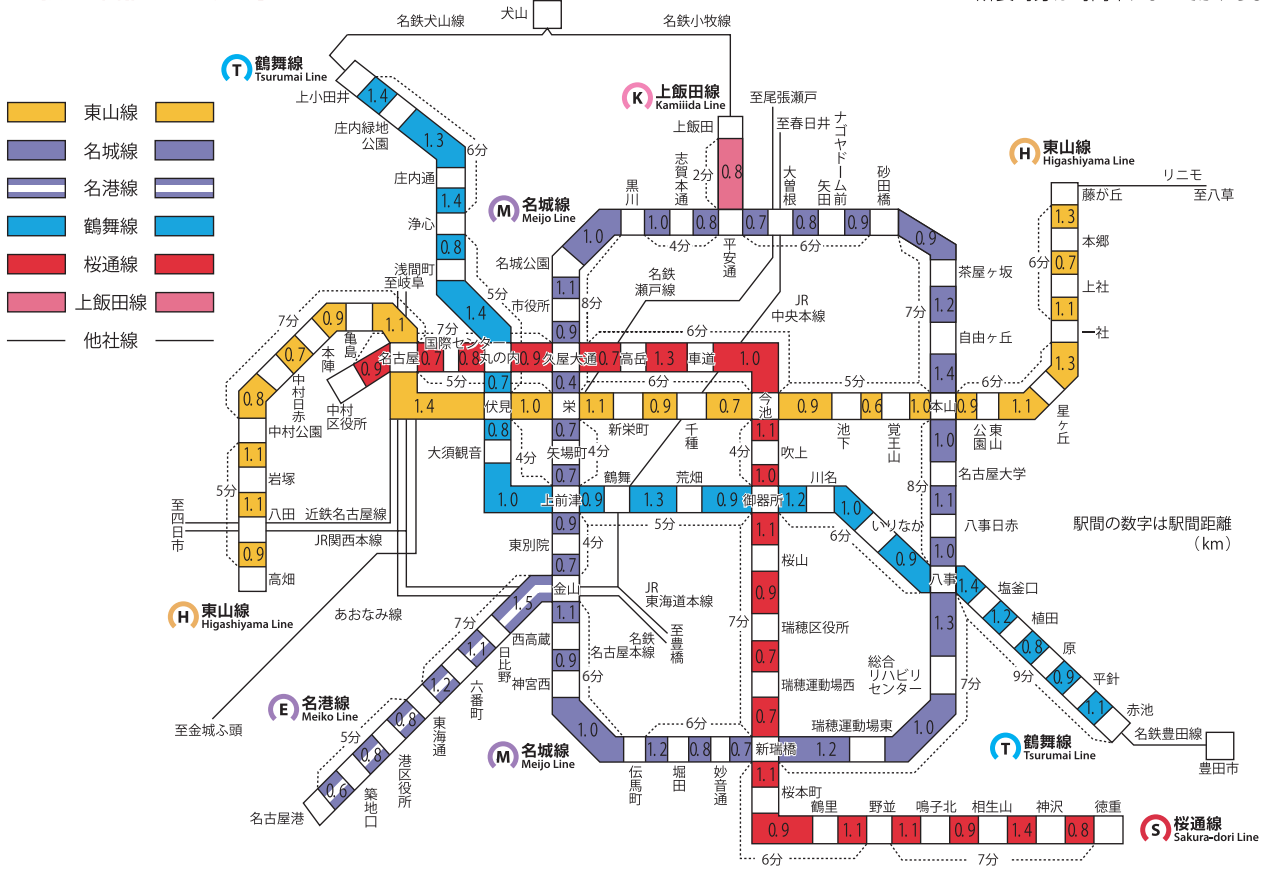 犬山
名鉄犬山線
名鉄小牧線
T
鶴舞線
Tsurumai Line
K
上飯田線
Kamiiida Line
H
東山線
Higashiyama Line
M
名城線
Meijo Line
東山線
名城線
名港線
鶴舞線
桜通線
上飯田線
他社線
上小田井
1.4
庄内緑地
公園
1.3
6分
庄内通
1.4
浄心
0.8
浅間町
至岐阜
5分
1.4
上飯田
2分
0.8
至尾張瀬戸
至春日井
黒川
志賀本通
平安通
大曽根
ナゴヤドーム前
矢田
砂田橋
1.0
1.0
0.8
0.7
0.8
0.9
0.9
4分
6分
名城公園
1.1
市役所
0.9
8分
名鉄
瀬戸線
JR
中央本線
茶屋ヶ坂
1.2
自由ヶ丘
1.4
7分
リニモ
至八草
藤が丘
1.3
本郷
0.7
上社
1.1
一社
1.3
6分
星ヶ丘
7分
0.9
1.1
亀島
本陣
0.7
中村日赤
0.8
中村公園
1.1
岩塚
1.1
八田
0.9
高畑
5分
至四日市
近鉄名古屋線
JR関西本線
あおなみ線
至金城ふ頭
H
東山線
Higashiyama Line
中村
区役所
0.9
名古屋
0.7
国際センター
0.8
丸の内
0.9
久屋大通
0.7
高岳
1.3
車道
1.0
今池
7分
6分
5分
6分
5分
6分
0.7
0.4
1.4
伏見
1.0
栄
1.1
新栄町
0.9
千種
0.7
0.9
池下
0.6
覚王山
1.0
本山
0.9
東山
公園
1.1
0.8
大須観音
1.0
4分
0.7
矢場町
0.7
4分
上前津
0.9
鶴舞
1.3
荒畑
0.9
5分
1.1
吹上
1.0
4分
御器所
1.2
川名
1.0
いりなか
0.9
6分
1.0
名古屋大学
1.1
八事日赤
1.0
8分
八事
駅間の数字は駅間距離
(km)
0.9
東別院
0.7
4分
金山
1.1
西高蔵
0.9
神宮西
6分
1.0
JR
東海道本線
名鉄
名古屋本線
至豊橋
1.1
桜山
0.9
瑞穂区役所
0.7
瑞穂運動場西
0.7
7分
1.4
塩釜口
1.2
植田
0.8
原
0.9
平針
1.1
赤池
9分
名鉄豊田線
豊田市
T
鶴舞線
Tsurumai Line
1.3
総合
リハビリ
センター
7分
1.0
瑞穂運動場東
1.2
新瑞橋
0.7
妙音通
0.8
堀田
1.2
伝馬町
6分
M
名城線
Meijo Line
1.5
日比野
1.1
六番町
1.2
東海通
7分
0.8
港区役所
0.8
築地口
0.6
名古屋港
5分
E
名港線
Meiko Line
1.1
桜本町
0.9
鶴里
1.1
野並
1.1
鳴子北
0.9
相生山
1.4
神沢
0.8
徳重
6分
7分
S
桜通線
Sakura-dori Line